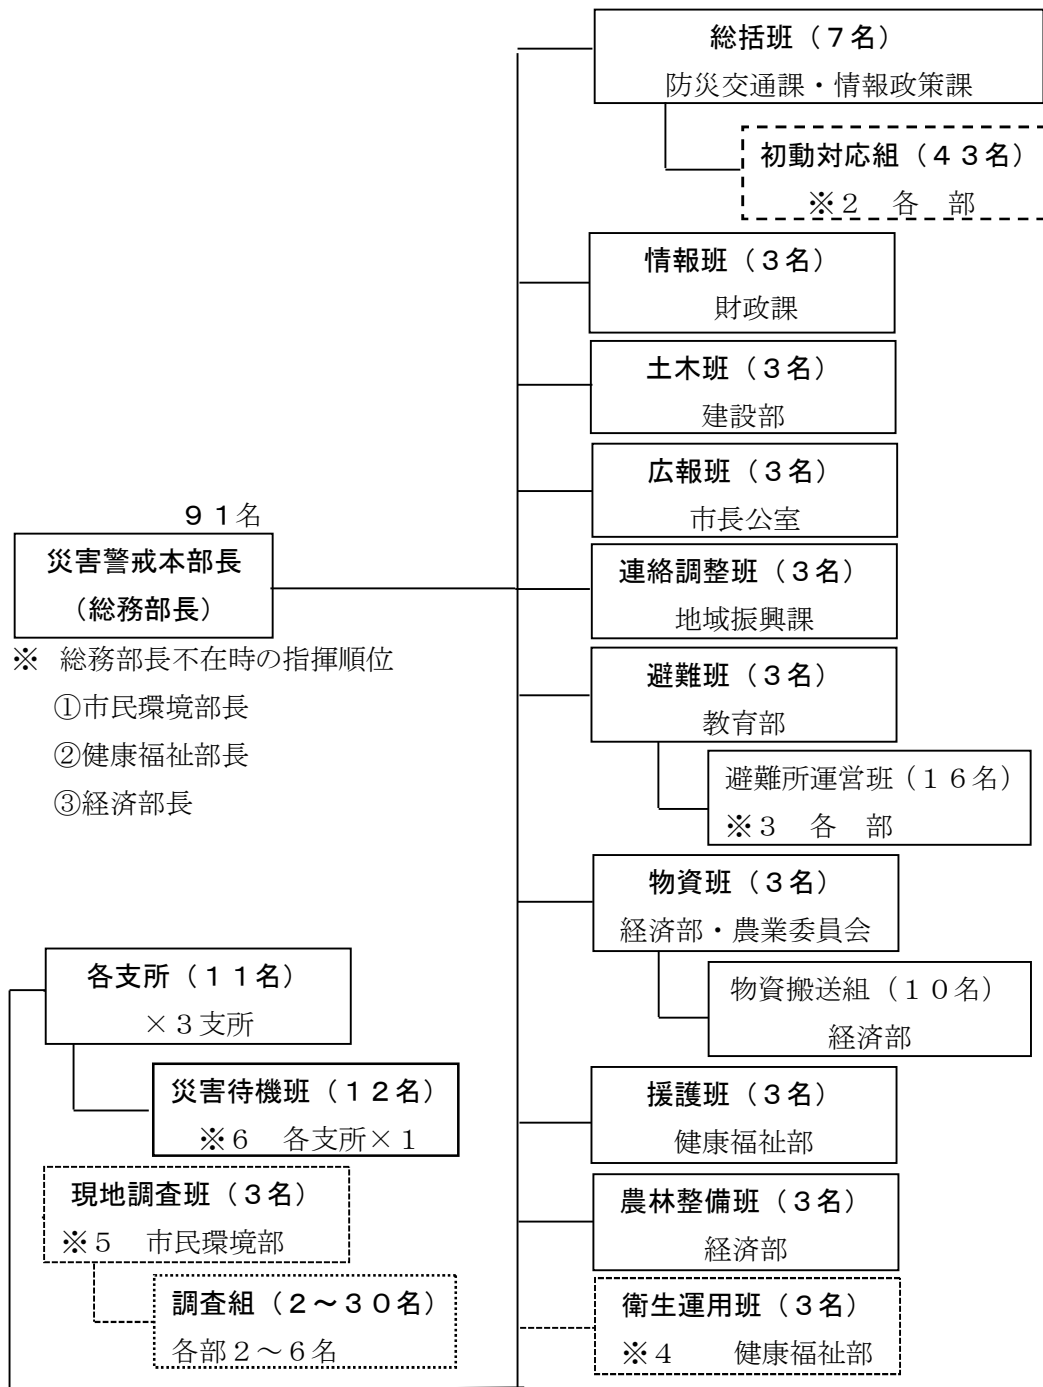 総括班（７名）
防災交通課・情報政策課
初動対応組（４３名）
※２　各　部
情報班（３名）
財政課
土木班（３名）
建設部
広報班（３名）
市長公室
９１名
災害警戒本部長
（総務部長）
※　総務部長不在時の指揮順位
①市民環境部長
②健康福祉部長
③経済部長
連絡調整班（３名）
地域振興課
避難班（３名）
教育部
避難所運営班（１６名）
※３　各　部
物資班（３名）
経済部・農業委員会
物資搬送組（１０名）
経済部
各支所（１１名）
×３支所
災害待機班（１２名）
※６　各支所×１
現地調査班（３名）
※５　市民環境部
調査組（２～３０名）
各部２～６名
援護班（３名）
健康福祉部
農林整備班（３名）
経済部
衛生運用班（３名）
※４　　健康福祉部